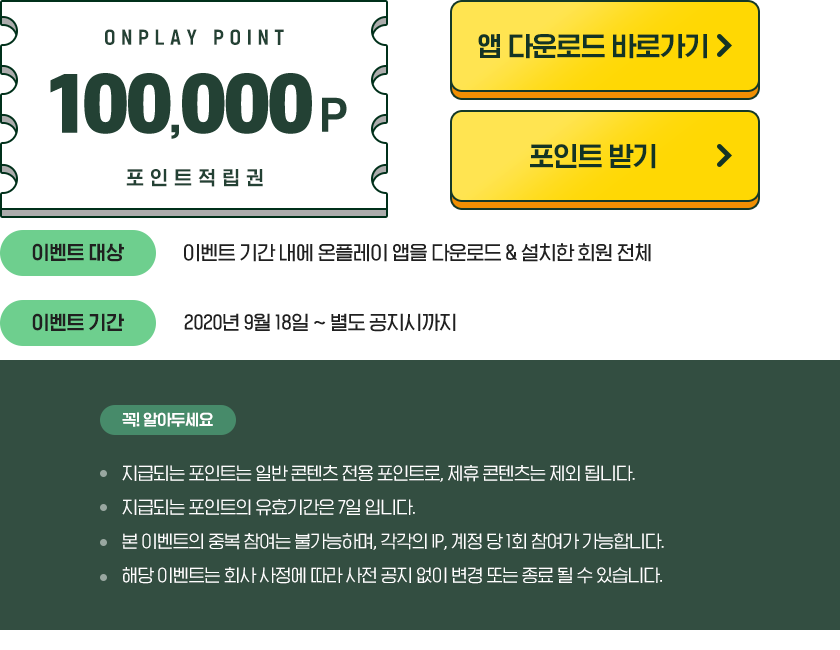 ONPLAY POINT
100,000 P
포인트적립권
앱 다운로드 바로가기
포인트 받기
이벤트 대상
이벤트 기간 내에 온플레이 앱을 다운로드 & 설치한 회원 전체
이벤트 기간
2020년 9월 18일 ~ 별도 공지시까지
꼭! 알아두세요
지급되는 포인트는 일반 콘텐츠 전용 포인트로, 제휴 콘텐츠는 제외 됩니다.
지급되는 포인트의 유효기간은 7일 입니다.
본 이벤트의 중복 참여는 불가능하며, 각각의 IP, 계정 당 1회 참여가 가능합니다.
해당 이벤트는 회사 사정에 따라 사전 공지 없이 변경 또는 종료 될 수 있습니다.